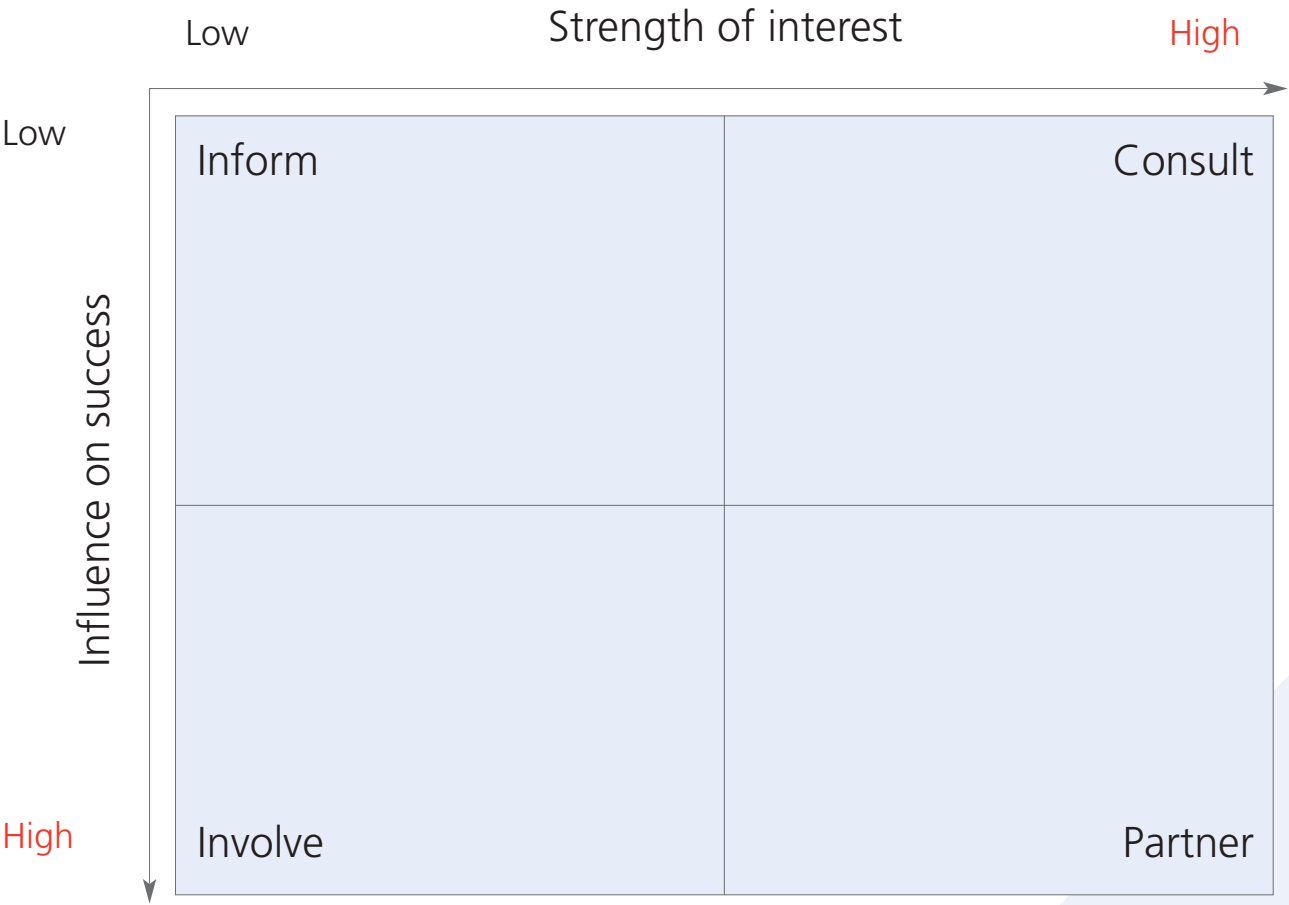 Low
Strength of interest
High
Low
Inform
Consult
Influence on success
High
Involve
Partner